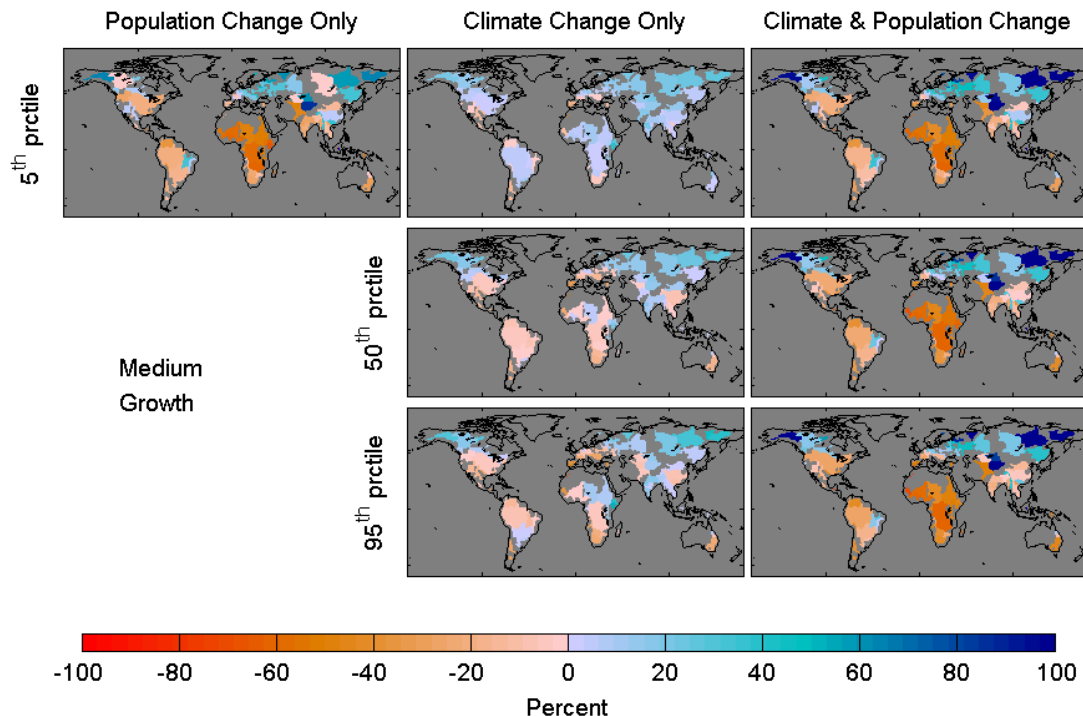 Population Change Only
Climate Change Only
Climate & Population Change
5th prctile
50th prctile
Medium
Growth
95th prctile
-100 -80 -60 -40 -20 0 20 40 60 80 100
Percent